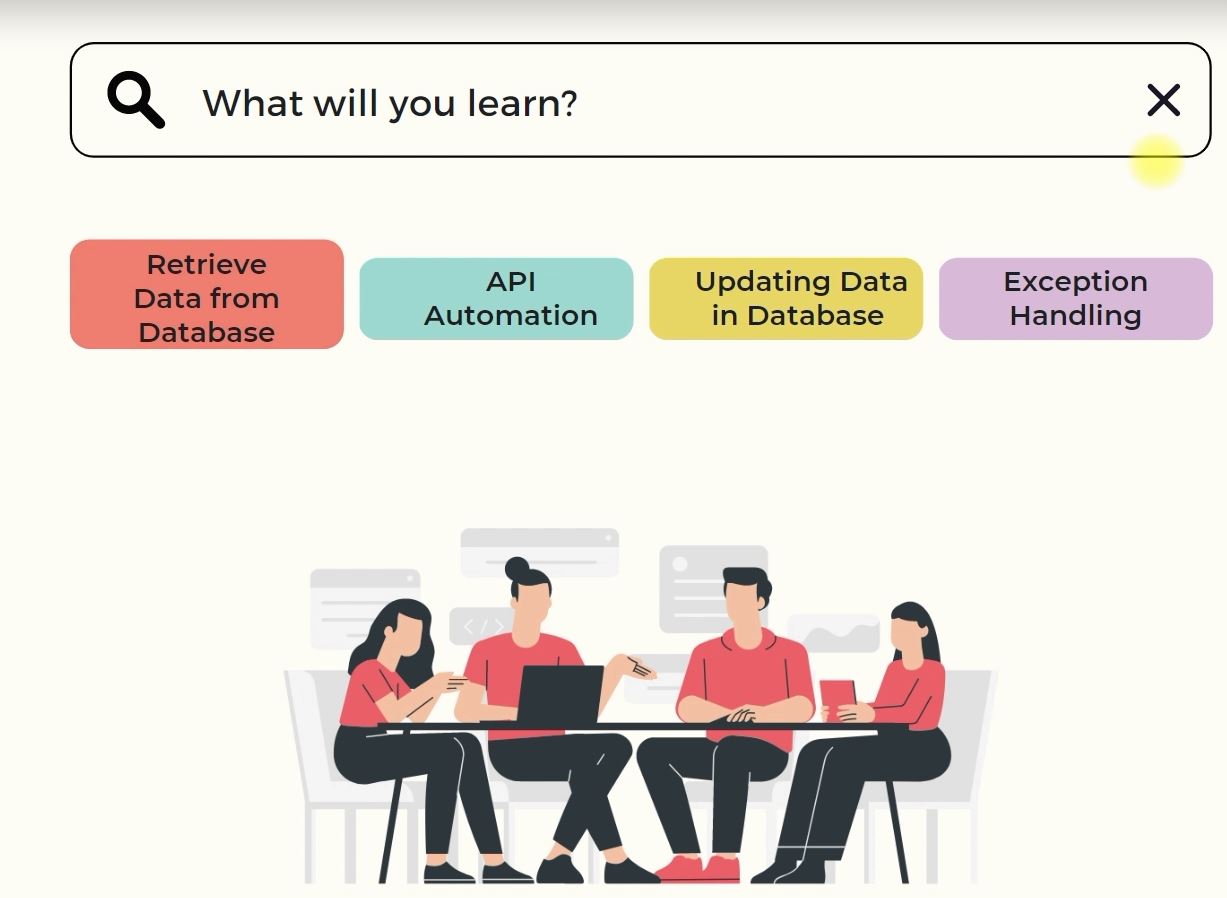 What will you learn?
Retrieve
Data from
Database
API
Automation
Updating Data
in Database
Exception
Handling
</>